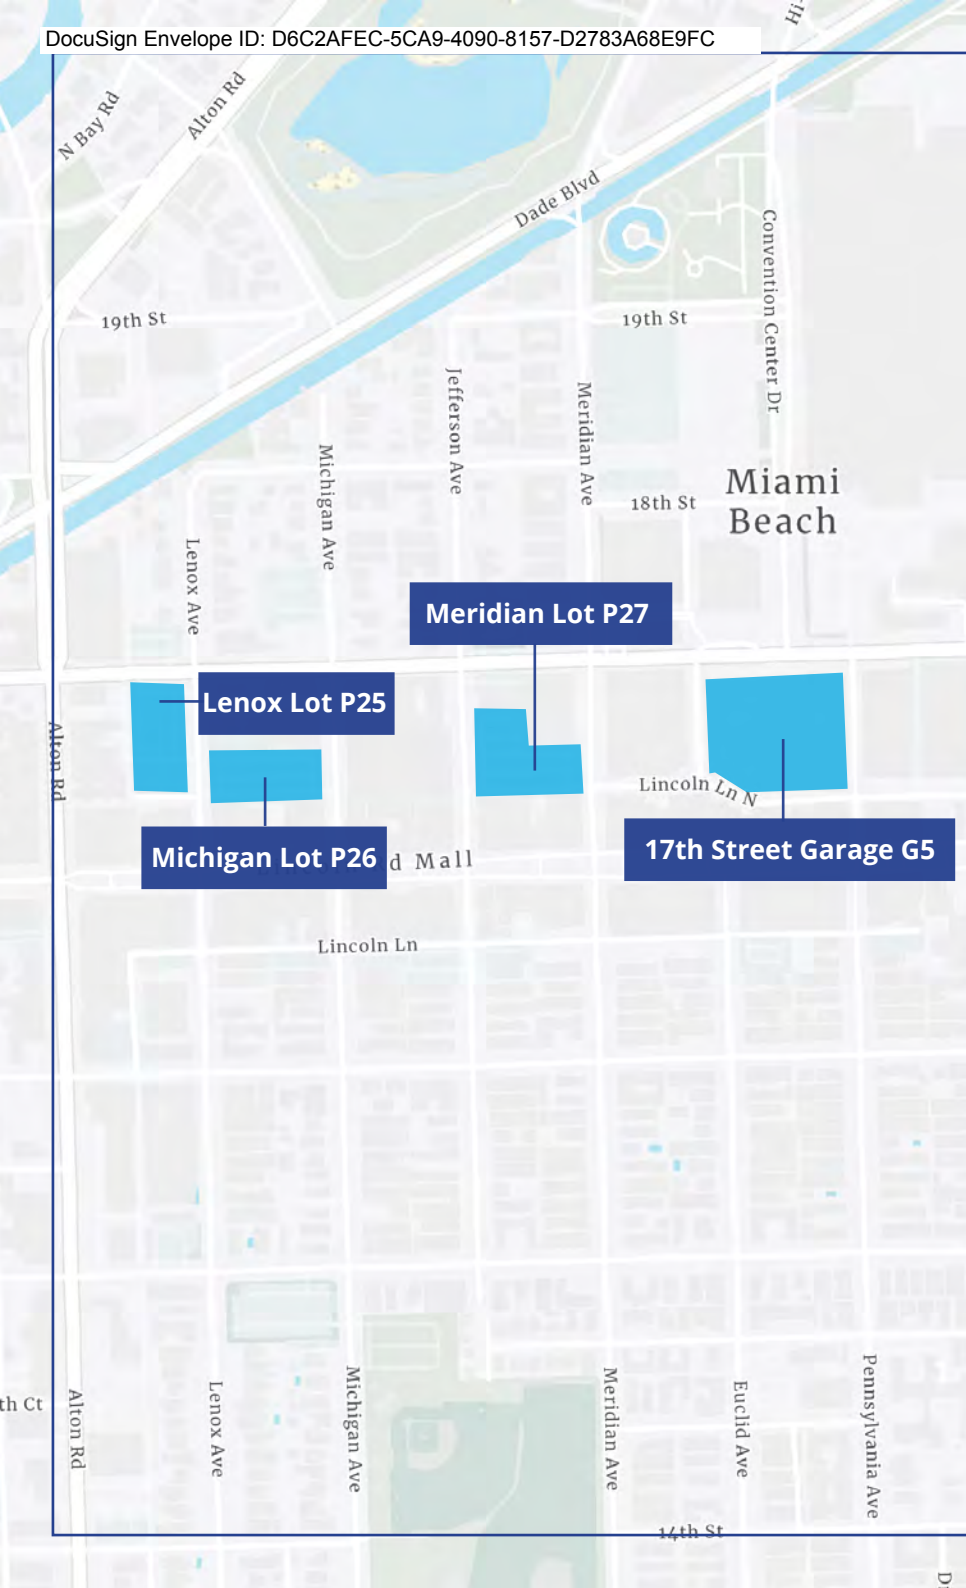 DocuSign Envelope ID: D6C2AFEC-5CA9-4090-8157-D2783A68E9FC
N Bay Rd
Alton Rd
Dade Blvd
Convention Center Dr
19th St
19th St
Jefferson Ave
Meridian Ave
Michigan Ave
Miami
Beach
18th St
Lenox Ave
Meridian Lot P27
Lenox Lot P25
Alton Rd
Lincoln Ln N
Michigan Lot P26
d Mall
17th Street Garage G5
Lincoln Ln
Pennsylvania Ave
Michigan Ave
Meridian Ave
Lenox Ave
Euclid Ave
Alton Rd
th Ct
14th St